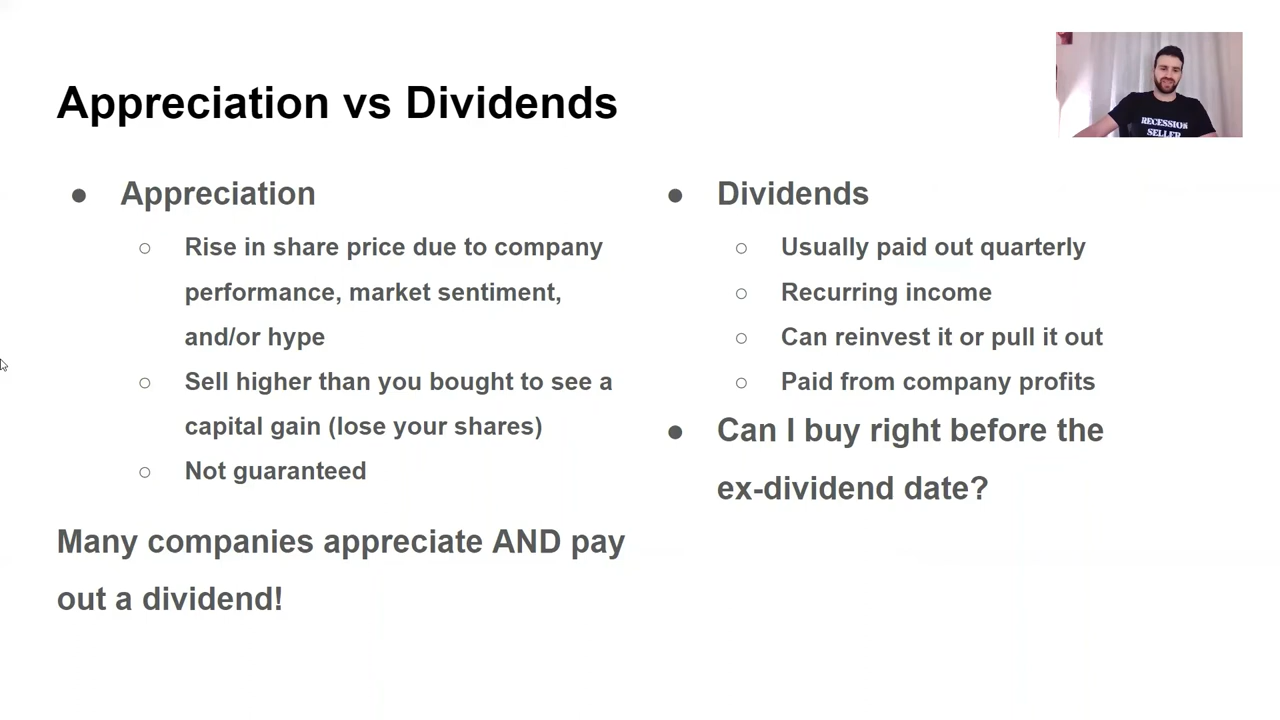 Appreciation vs Dividends
RECESSION
SELLER
● Appreciation
○ Rise in share price due to company
performance, market sentiment,
and/or hype
○ Sell higher than you bought to see a
capital gain (lose your shares)
○ Not guaranteed
Many companies appreciate AND pay
out a dividend!
● Dividends
○ Usually paid out quarterly
○ Recurring income
○ Can reinvest it or pull it out
○ Paid from company profits
● Can I buy right before the
ex-dividend date?